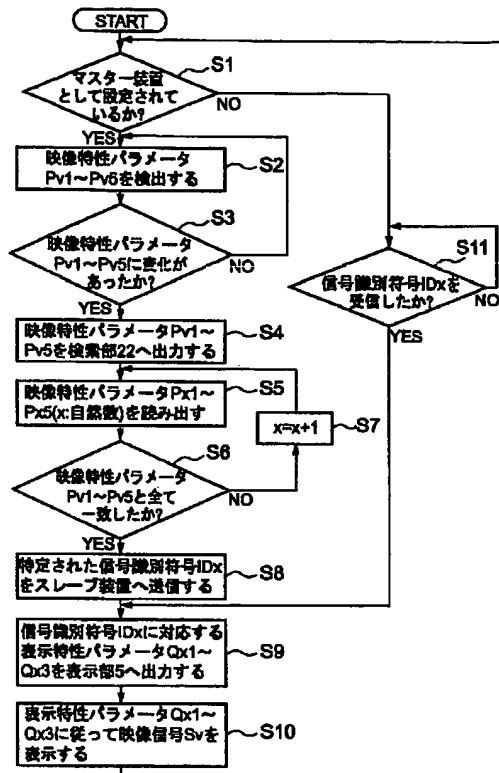 START
S1
マスター装置
として設定されて
いるか?
NO
YES
映像特性パラメータ
Pv1～Pv5を検出する
S2
S3
映像特性パラメータ
Pv1～Pv5に変化が
あったか?
NO
YES
映像特性パラメータPv1～
Pv5を検索部22へ出力する
S4
映像特性パラメータPx1～
Px5(x:自然数)を読み出す
S5
x=x+1
S7
S6
映像特性パラメータ
Pv1～Pv5と全て
一致したか?
NO
YES
特定された信号識別符号IDx
をスレーブ装置へ送信する
S8
S11
信号識別符号IDxを
受信したか?
NO
YES
信号識別符号IDxに対応する
表示特性パラメータQx1～
Qx3を表示部5へ出力する
S9
表示特性パラメータQx1～
Qx3に従って映像信号Svを
表示する
S10